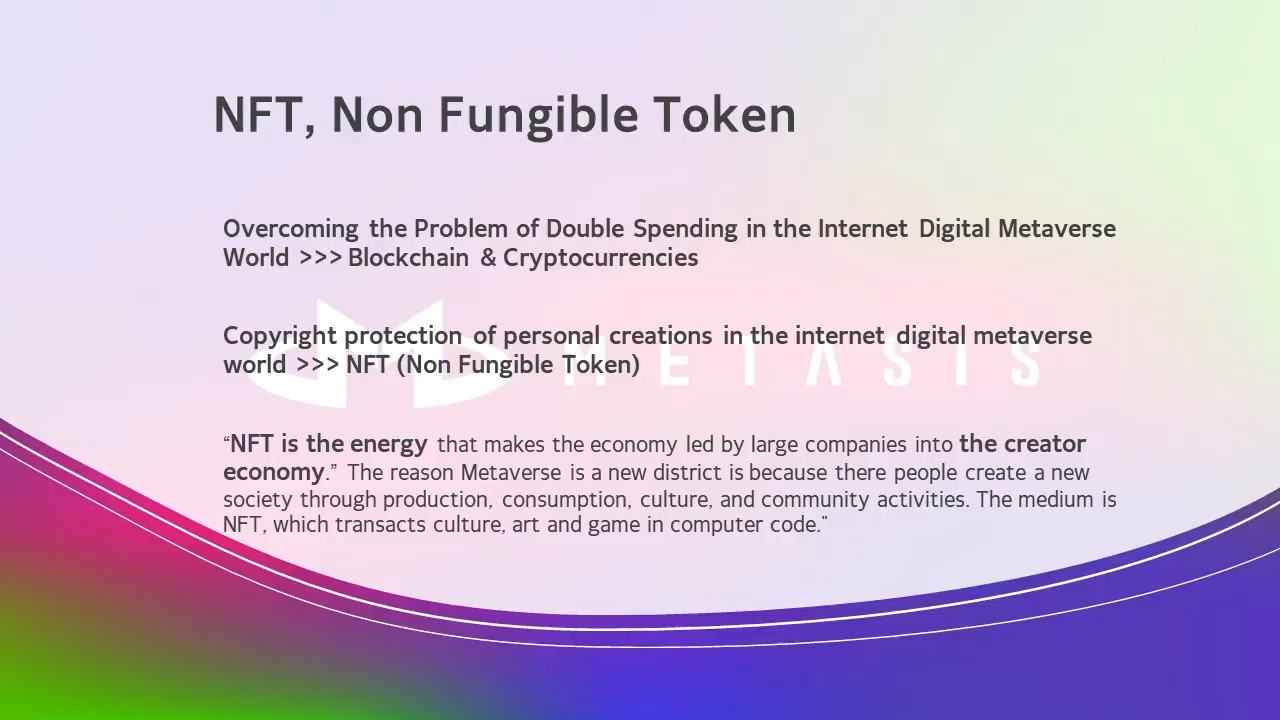 NFT, Non Fungible Token
Overcoming the Problem of Double Spending in the Internet Digital Metaverse
World >>> Blockchain & Cryptocurrencies
Copyright protection of personal creations in the internet digital metaverse
world >>> NFT (Non Fungible Token)
METASIS
“NFT is the energy that makes the economy led by large companies into the creator
economy.” The reason Metaverse is a new district is because there people create a new
society through production, consumption, culture, and community activities. The medium is
NFT, which transacts culture, art and game in computer code."